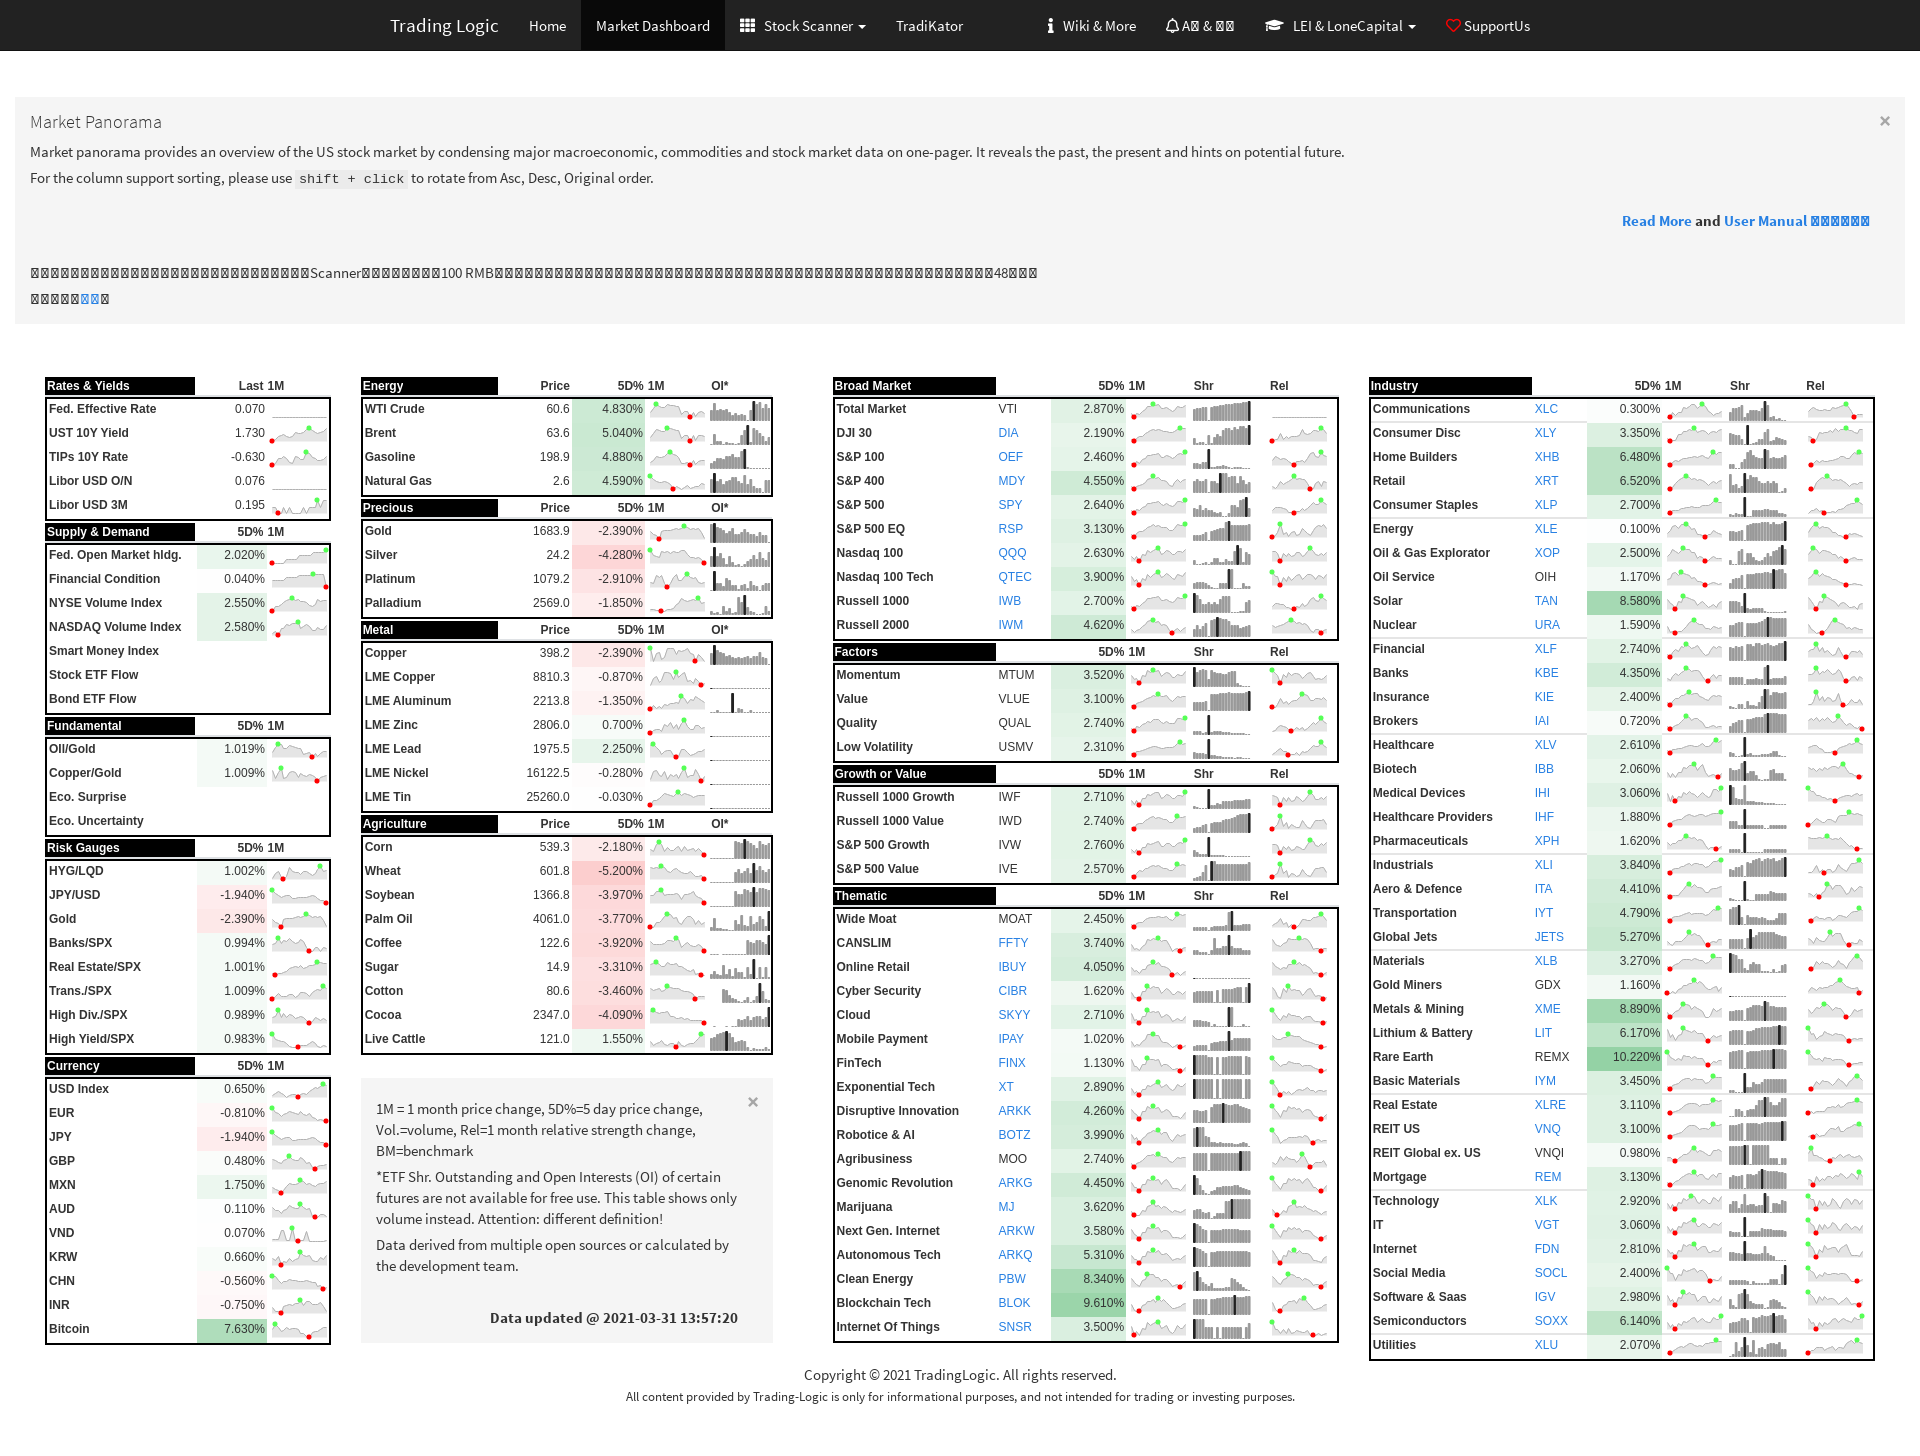 Trading Logic Home Market Dashboard Stock Scanner TradiKator Wiki & More A & LEI & LoneCapital SupportUs
Market Panorama ×
Market panorama provides an overview of the US stock market by condensing major macroeconomic, commodities and stock market data on one-pager. It reveals the past, the present and hints on potential future.
For the column support sorting, please use shift + click to rotate from Asc, Desc, Original order.
Read More and User Manual
Scanner 100 RMB 48
Rates & Yields Last 1M
Fed. Effective Rate 0.070
UST 10Y Yield 1.730
TIPs 10Y Rate -0.630
Libor USD O/N 0.076
Libor USD 3M 0.195
Supply & Demand 5D% 1M
Fed. Open Market hldg. 2.020%
Financial Condition 0.040%
NYSE Volume Index 2.550%
NASDAQ Volume Index 2.580%
Smart Money Index
Stock ETF Flow
Bond ETF Flow
Fundamental 5D% 1M
OIl/Gold 1.019%
Copper/Gold 1.009%
Eco. Surprise
Eco. Uncertainty
Risk Gauges 5D% 1M
HYG/LQD 1.002%
JPY/USD -1.940%
Gold -2.390%
Banks/SPX 0.994%
Real Estate/SPX 1.001%
Trans./SPX 1.009%
High Div./SPX 0.989%
High Yield/SPX 0.983%
Currency 5D% 1M
USD Index 0.650%
EUR -0.810%
JPY -1.940%
GBP 0.480%
MXN 1.750%
AUD 0.110%
VND 0.070%
KRW 0.660%
CHN -0.560%
INR -0.750%
Bitcoin 7.630%
Energy Price 5D% 1M OI*
WTI Crude 60.6 4.830%
Brent 63.6 5.040%
Gasoline 198.9 4.880%
Natural Gas 2.6 4.590%
Precious Price 5D% 1M OI*
Gold 1683.9 -2.390%
Silver 24.2 -4.280%
Platinum 1079.2 -2.910%
Palladium 2569.0 -1.850%
Metal Price 5D% 1M OI*
Copper 398.2 -2.390%
LME Copper 8810.3 -0.870%
LME Aluminum 2213.8 -1.350%
LME Zinc 2806.0 0.700%
LME Lead 1975.5 2.250%
LME Nickel 16122.5 -0.280%
LME Tin 25260.0 -0.030%
Agriculture Price 5D% 1M OI*
Corn 539.3 -2.180%
Wheat 601.8 -5.200%
Soybean 1366.8 -3.970%
Palm Oil 4061.0 -3.770%
Coffee 122.6 -3.920%
Sugar 14.9 -3.310%
Cotton 80.6 -3.460%
Cocoa 2347.0 -4.090%
Live Cattle 121.0 1.550%
×
1M = 1 month price change, 5D%=5 day price change,
Vol.=volume, Rel=1 month relative strength change,
BM=benchmark
*ETF Shr. Outstanding and Open Interests (OI) of certain
futures are not available for free use. This table shows only
volume instead. Attention: different definition!
Data derived from multiple open sources or calculated by
the development team.
Data updated @ 2021-03-31 13:57:20
Broad Market 5D% 1M Shr Rel
Total Market VTI 2.870%
DJI 30 DIA 2.190%
S&P 100 OEF 2.460%
S&P 400 MDY 4.550%
S&P 500 SPY 2.640%
S&P 500 EQ RSP 3.130%
Nasdaq 100 QQQ 2.630%
Nasdaq 100 Tech QTEC 3.900%
Russell 1000 IWB 2.700%
Russell 2000 IWM 4.620%
Factors 5D% 1M Shr Rel
Momentum MTUM 3.520%
Value VLUE 3.100%
Quality QUAL 2.740%
Low Volatility USMV 2.310%
Growth or Value 5D% 1M Shr Rel
Russell 1000 Growth IWF 2.710%
Russell 1000 Value IWD 2.740%
S&P 500 Growth IVW 2.760%
S&P 500 Value IVE 2.570%
Thematic 5D% 1M Shr Rel
Wide Moat MOAT 2.450%
CANSLIM FFTY 3.740%
Online Retail IBUY 4.050%
Cyber Security CIBR 1.620%
Cloud SKYY 2.710%
Mobile Payment IPAY 1.020%
FinTech FINX 1.130%
Exponential Tech XT 2.890%
Disruptive Innovation ARKK 4.260%
Robotice & AI BOTZ 3.990%
Agribusiness MOO 2.740%
Genomic Revolution ARKG 4.450%
Marijuana MJ 3.620%
Next Gen. Internet ARKW 3.580%
Autonomous Tech ARKQ 5.310%
Clean Energy PBW 8.340%
Blockchain Tech BLOK 9.610%
Internet Of Things SNSR 3.500%
Industry 5D% 1M Shr Rel
Communications XLC 0.300%
Consumer Disc XLY 3.350%
Home Builders XHB 6.480%
Retail XRT 6.520%
Consumer Staples XLP 2.700%
Energy XLE 0.100%
Oil & Gas Explorator XOP 2.500%
Oil Service OIH 1.170%
Solar TAN 8.580%
Nuclear URA 1.590%
Financial XLF 2.740%
Banks KBE 4.350%
Insurance KIE 2.400%
Brokers IAI 0.720%
Healthcare XLV 2.610%
Biotech IBB 2.060%
Medical Devices IHI 3.060%
Healthcare Providers IHF 1.880%
Pharmaceuticals XPH 1.620%
Industrials XLI 3.840%
Aero & Defence ITA 4.410%
Transportation IYT 4.790%
Global Jets JETS 5.270%
Materials XLB 3.270%
Gold Miners GDX 1.160%
Metals & Mining XME 8.890%
Lithium & Battery LIT 6.170%
Rare Earth REMX 10.220%
Basic Materials IYM 3.450%
Real Estate XLRE 3.110%
REIT US VNQ 3.100%
REIT Global ex. US VNQI 0.980%
Mortgage REM 3.130%
Technology XLK 2.920%
IT VGT 3.060%
Internet FDN 2.810%
Social Media SOCL 2.400%
Software & Saas IGV 2.980%
Semiconductors SOXX 6.140%
Utilities XLU 2.070%
Copyright © 2021 TradingLogic. All rights reserved.
All content provided by Trading-Logic is only for informational purposes, and not intended for trading or investing purposes.